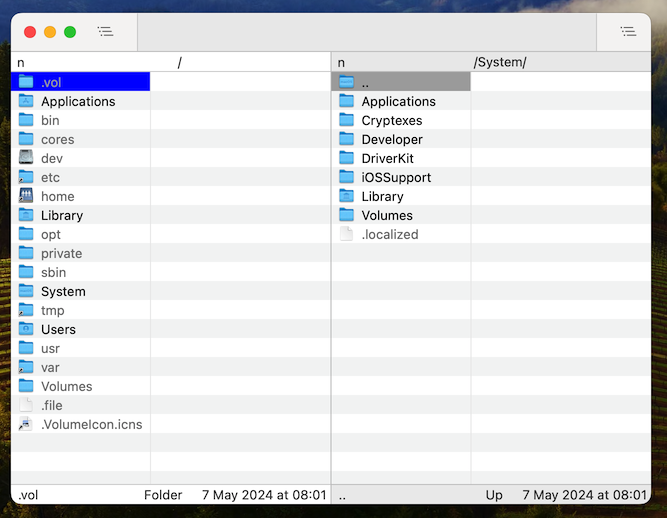 n / 
.vol
Applications
bin
cores
dev
etc
home
Library
opt
private
sbin
System
tmp
Users
usr
var
Volumes
.file
.VolumeIcon.icns
.vol Folder 7 May 2024 at 08:01
n /System/
..
Applications
Cryptexes
Developer
DriverKit
iOSSupport
Library
Volumes
.localized
.. Up 7 May 2024 at 08:01